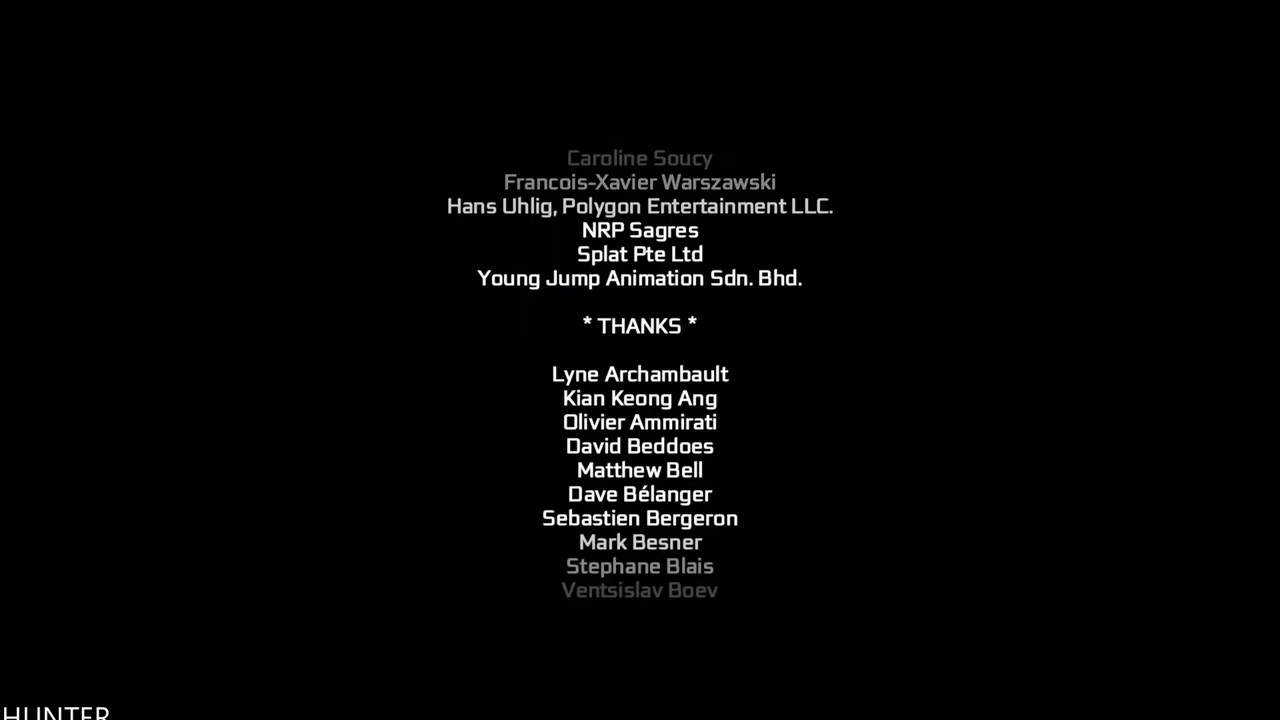 Caroline Soucy
Francois-Xavier Warszawski
Hans Uhlig, Polygon Entertainment LLC.
NRP Sagres
Splat Pte Ltd
Young Jump Animation Sdn. Bhd.
* THANKS *
Lyne Archambault
Kian Keong Ang
Olivier Ammirati
David Beddoes
Matthew Bell
Dave Bélanger
Sebastien Bergeron
Mark Besner
Stephane Blais
Ventsislav Boev
HUNTER